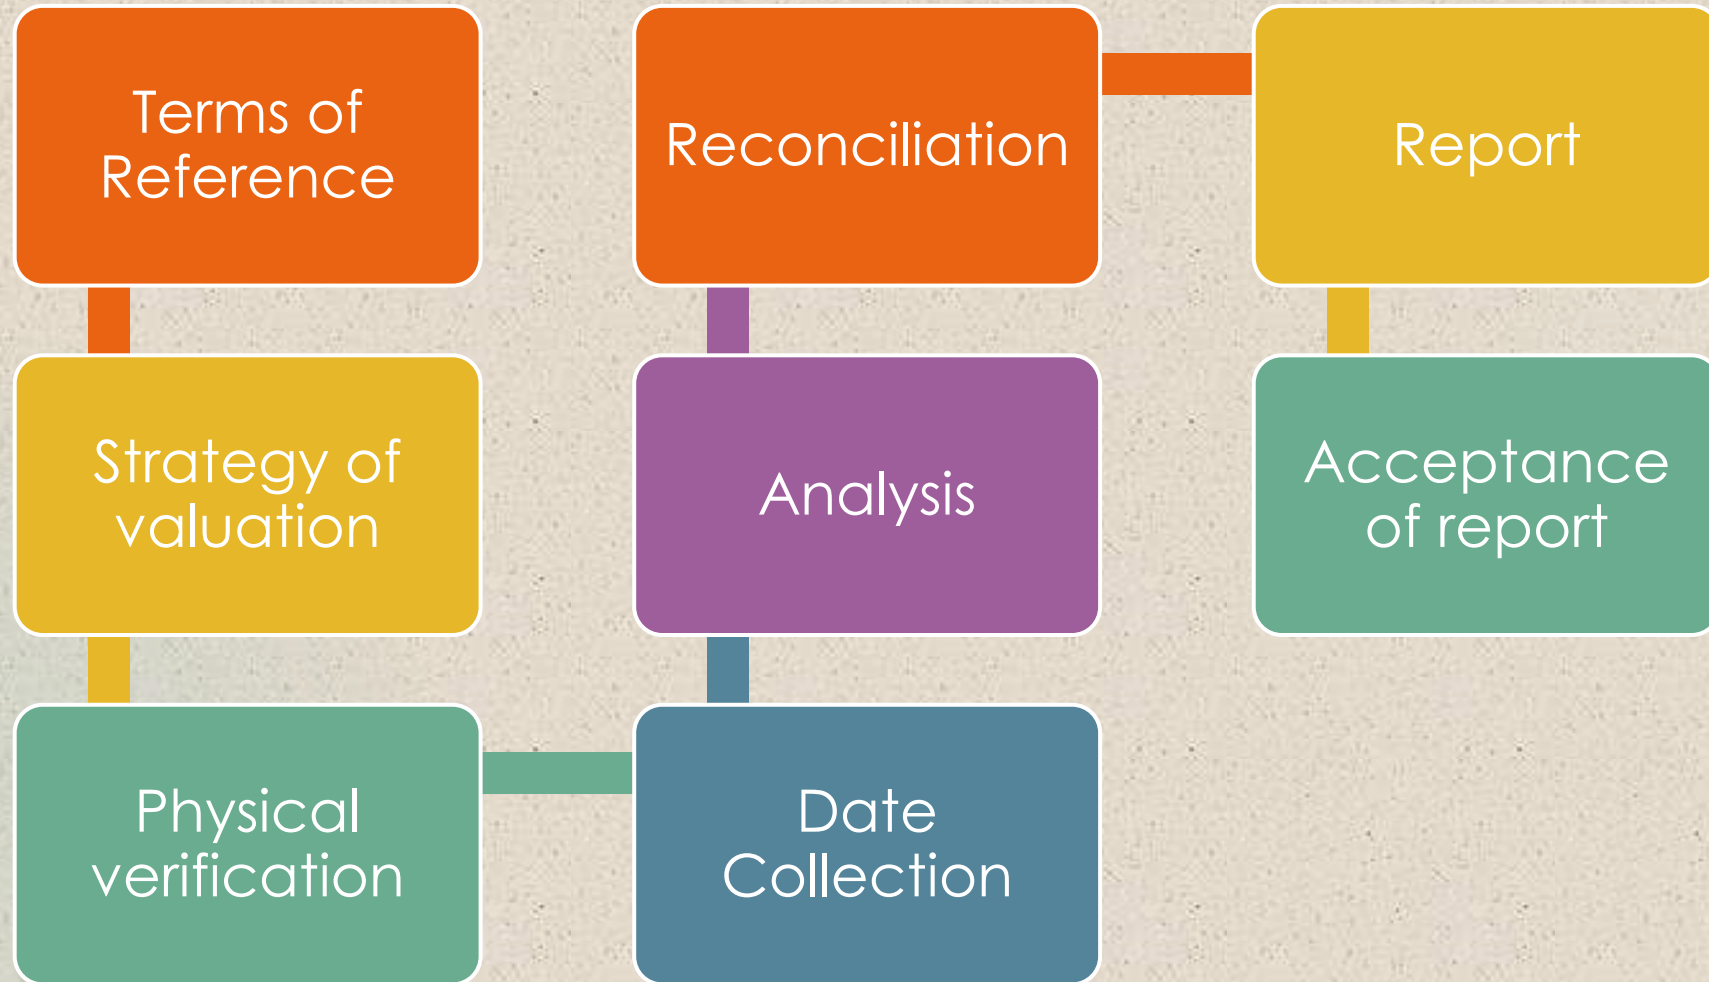 Terms of
Reference
Strategy of
valuation
Physical
verification
Date
Collection
Analysis
Reconciliation
Report
Acceptance
of report